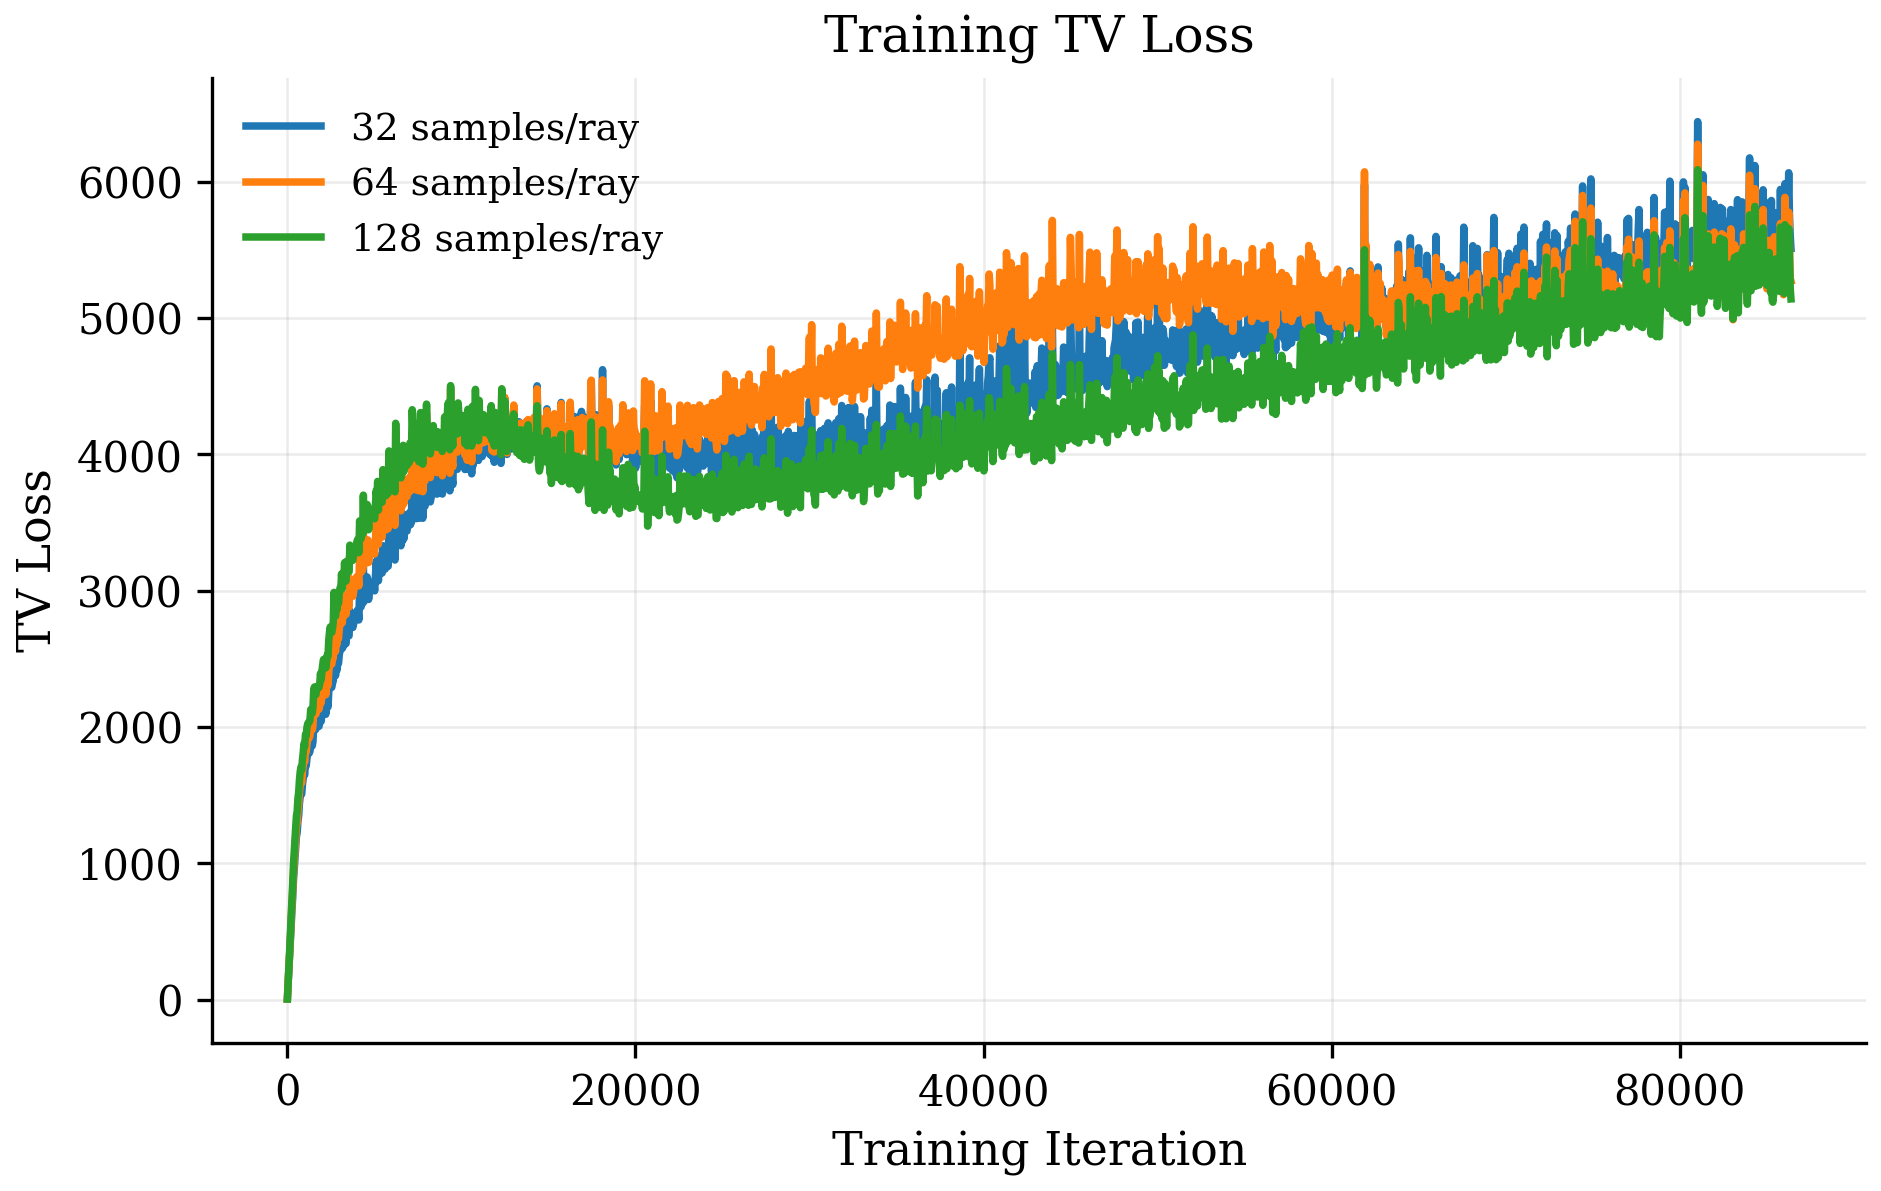 Training TV Loss
32 samples/ray
64 samples/ray
128 samples/ray
TV Loss
6000
5000
4000
3000
2000
1000
0
0 20000 40000 60000 80000
Training Iteration